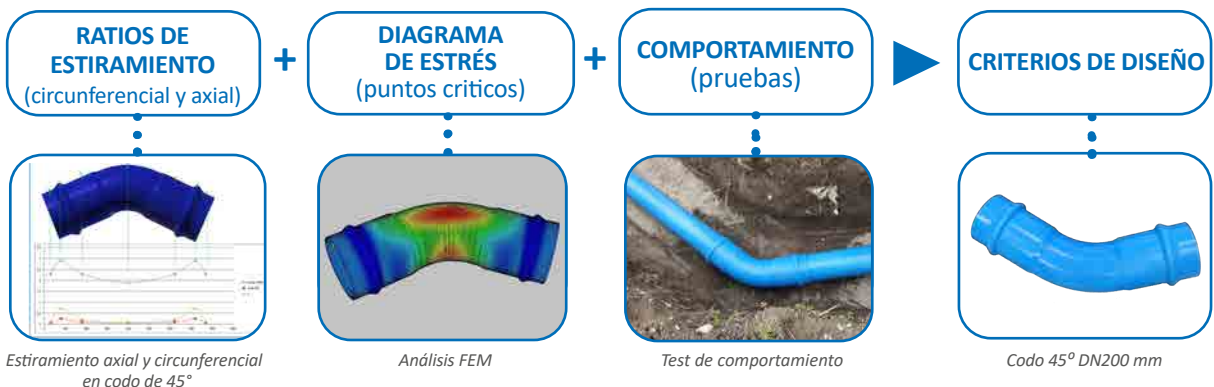 RATIOS DE
ESTIRAMIENTO
(circunferencial y axial)
+
DIAGRAMA
DE ESTRÉS
(puntos criticos)
+
COMPORTAMIENTO
(pruebas)
CRITERIOS DE DISEÑO
Estiramiento axial y circunferencial
en codo de 45°
Análisis FEM
Test de comportamiento
Codo 45º DN200 mm